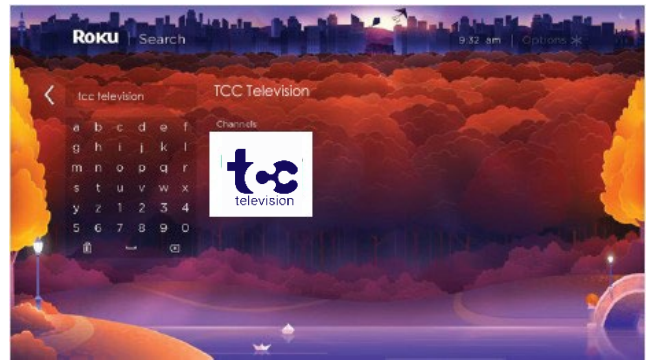 Roku | Search
9:32 am | Options
tcc television
TCC Television
a b c d e f
Channels
g h i j k l
m n o p q r
s t u v w x
y z 1 2 3 4
5 6 7 8 9 0
tcc
television